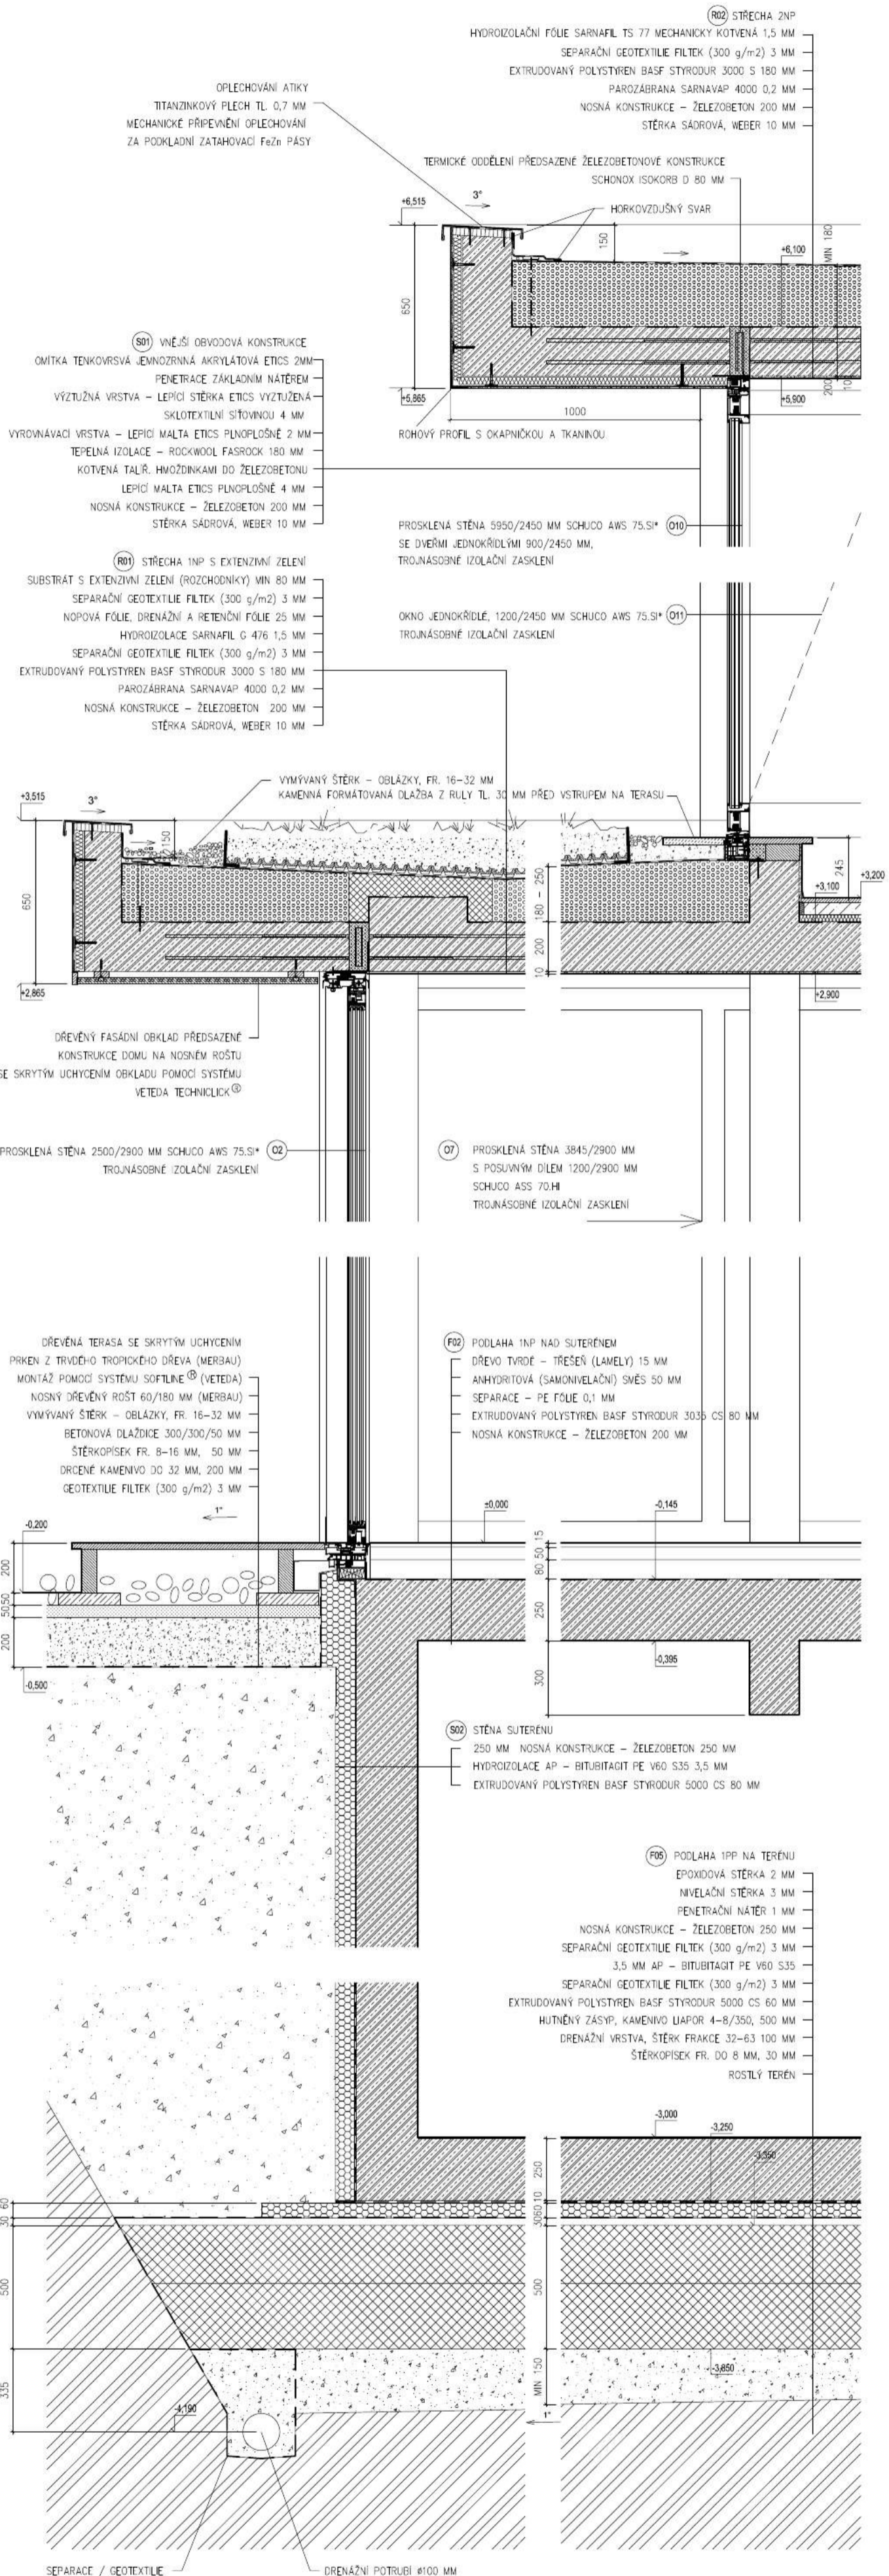 R02 STŘECHA 2NP
HYDROIZOLAČNÍ FÓLIE SARNAFIL TS 77 MECHANICKY KOTVENÁ 1,5 MM
SEPARAČNÍ GEOTEXTILIE FILTEK (300 g/m2) 3 MM
EXTRUDOVANÝ POLYSTYREN BASF STYRODUR 3000 S 180 MM
PAROZÁBRANA SARNAVAP 4000 0,2 MM
NOSNÁ KONSTRUKCE – ŽELEZOBETON 200 MM
STĚRKA SÁDROVÁ, WEBER 10 MM
OPLECHOVÁNÍ ATIKY
TITANZINKOVÝ PLECH TL. 0,7 MM
MECHANICKÉ PŘIPEVNĚNÍ OPLECHOVÁNÍ
ZA PODKLADNÍ ZATAHOVACÍ FeZn PÁSY
TERMICKÉ ODDĚLENÍ PŘEDSAZENÉ ŽELEZOBETONOVÉ KONSTRUKCE
SCHONOX ISOKORB D 80 MM
HORKOVZDUŠNÝ SVAR
+6,515
3°
150
+6,100
MIN 180
650
200
10
+5,865
+5,900
1000
ROHOVÝ PROFIL S OKAPNIČKOU A TKANINOU
S01 VNĚJŠÍ OBVODOVÁ KONSTRUKCE
OMÍTKA TENKOVRSVÁ JEMNOZRNNÁ AKRYLÁTOVÁ ETICS 2MM
PENETRACE ZÁKLADNÍM NÁTĚREM
VÝZTUŽNÁ VRSTVA – LEPÍCÍ STĚRKA ETICS VYZTUŽENÁ
SKLOTEXTILNÍ SÍŤOVINOU 4 MM
VYROVNÁVACÍ VRSTVA – LEPÍCÍ MALTA ETICS PLNOPLOŠNĚ 2 MM
TEPELNÁ IZOLACE – ROCKWOOL FASROCK 180 MM
KOTVENÁ TALÍŘ. HMOŽDINKAMI DO ŽELEZOBETONU
LEPÍCÍ MALTA ETICS PLNOPLOŠNĚ 4 MM
NOSNÁ KONSTRUKCE – ŽELEZOBETON 200 MM
STĚRKA SÁDROVÁ, WEBER 10 MM
PROSKLENÁ STĚNA 5950/2450 MM SCHUCO AWS 75.SI* O10
SE DVEŘMI JEDNOKŘÍDLÝMI 900/2450 MM,
TROJNÁSOBNÉ IZOLAČNÍ ZASKLENÍ
R01 STŘECHA 1NP S EXTENZIVNÍ ZELENÍ
SUBSTRÁT S EXTENZIVNÍ ZELENÍ (ROZCHODNÍKY) MIN 80 MM
SEPARAČNÍ GEOTEXTILIE FILTEK (300 g/m2) 3 MM
NOPOVÁ FÓLIE, DRENÁŽNÍ A RETENČNÍ FÓLIE 25 MM
HYDROIZOLACE SARNAFIL G 476 1,5 MM
SEPARAČNÍ GEOTEXTILIE FILTEK (300 g/m2) 3 MM
EXTRUDOVANÝ POLYSTYREN BASF STYRODUR 3000 S 180 MM
PAROZÁBRANA SARNAVAP 4000 0,2 MM
NOSNÁ KONSTRUKCE – ŽELEZOBETON 200 MM
STĚRKA SÁDROVÁ, WEBER 10 MM
OKNO JEDNOKŘÍDLÉ, 1200/2450 MM SCHUCO AWS 75.SI* O11
TROJNÁSOBNÉ IZOLAČNÍ ZASKLENÍ
VYMÝVANÝ ŠTĚRK – OBLÁZKY, FR. 16-32 MM
KAMENNÁ FORMÁTOVANÁ DLAŽBA Z RULY TL. 30 MM PŘED VSTRUPEM NA TERASU
+3,515
3°
150
650
180 – 250
245
+3,200
+3,100
200
10
+2,865
+2,900
DŘEVĚNÝ FASÁDNÍ OBKLAD PŘEDSAZENÉ
KONSTRUKCE DOMU NA NOSNÉM ROŠTU
SE SKRYTÝM UCHYCENÍM OBKLADU POMOCÍ SYSTÉMU
VETEDA TECHNICLICK®
PROSKLENÁ STĚNA 2500/2900 MM SCHUCO AWS 75.SI* O2
TROJNÁSOBNÉ IZOLAČNÍ ZASKLENÍ
O7 PROSKLENÁ STĚNA 3845/2900 MM
S POSUVNÝM DÍLEM 1200/2900 MM
SCHUCO ASS 70.HI
TROJNÁSOBNÉ IZOLAČNÍ ZASKLENÍ
DŘEVĚNÁ TERASA SE SKRYTÝM UCHYCENÍM
PRKEN Z TRVDÉHO TROPICKÉHO DŘEVA (MERBAU)
MONTÁŽ POMOCÍ SYSTÉMU SOFTLINE® (VETEDA)
NOSNÝ DŘEVĚNÝ ROŠT 60/180 MM (MERBAU)
VYMÝVANÝ ŠTĚRK – OBLÁZKY, FR. 16-32 MM
BETONOVÁ DLAŽDICE 300/300/50 MM
ŠTĚRKOPÍSEK FR. 8-16 MM, 50 MM
DRCENÉ KAMENIVO DO 32 MM, 200 MM
GEOTEXTILIE FILTEK (300 g/m2) 3 MM
F02 PODLAHA 1NP NAD SUTERÉNEM
DŘEVO TVRDÉ – TŘEŠEŇ (LAMELY) 15 MM
ANHYDRITOVÁ (SAMONIVELAČNÍ) SMĚS 50 MM
SEPARACE – PE FÓLIE 0,1 MM
EXTRUDOVANÝ POLYSTYREN BASF STYRODUR 3035 CS 80 MM
NOSNÁ KONSTRUKCE – ŽELEZOBETON 200 MM
1°
-0,200
±0,000
-0,145
200
50
50
200
15
50
80
250
300
-0,500
-0,395
S02 STĚNA SUTERÉNU
250 MM NOSNÁ KONSTRUKCE – ŽELEZOBETON 250 MM
HYDROIZOLACE AP – BITUBITAGIT PE V60 S35 3,5 MM
EXTRUDOVANÝ POLYSTYREN BASF STYRODUR 5000 CS 80 MM
F05 PODLAHA 1PP NA TERÉNU
EPOXIDOVÁ STĚRKA 2 MM
NIVELAČNÍ STĚRKA 3 MM
PENETRAČNÍ NÁTĚR 1 MM
NOSNÁ KONSTRUKCE – ŽELEZOBETON 250 MM
SEPARAČNÍ GEOTEXTILIE FILTEK (300 g/m2) 3 MM
3,5 MM AP – BITUBITAGIT PE V60 S35
SEPARAČNÍ GEOTEXTILIE FILTEK (300 g/m2) 3 MM
EXTRUDOVANÝ POLYSTYREN BASF STYRODUR 5000 CS 60 MM
HUTNĚNÝ ZÁSYP, KAMENIVO LIAPOR 4-8/350, 500 MM
DRENÁŽNÍ VRSTVA, ŠTĚRK FRAKCE 32-63 100 MM
ŠTĚRKOPÍSEK FR. DO 8 MM, 30 MM
ROSTLÝ TERÉN
-3,000
-3,250
-3,350
250
10
60
30
60
30
500
500
335
MIN 150
-3,850
-4,190
1°
SEPARACE / GEOTEXTILIE
DRENÁŽNÍ POTRUBÍ ø100 MM